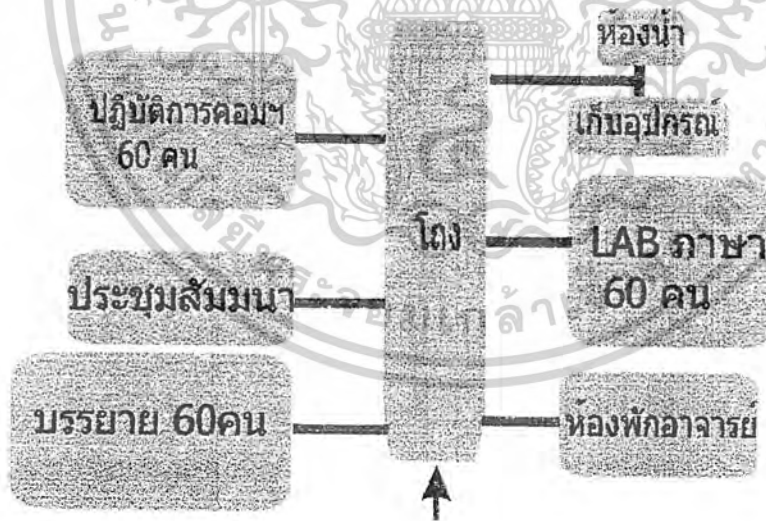 ห้องน้ำ
ปฏิบัติการคอมฯ
60 คน
เก็บอุปกรณ์
โถง
LAB ภาษา
60 คน
ประชุมสัมมนา
บรรยาย 60คน
ห้องพักอาจารย์